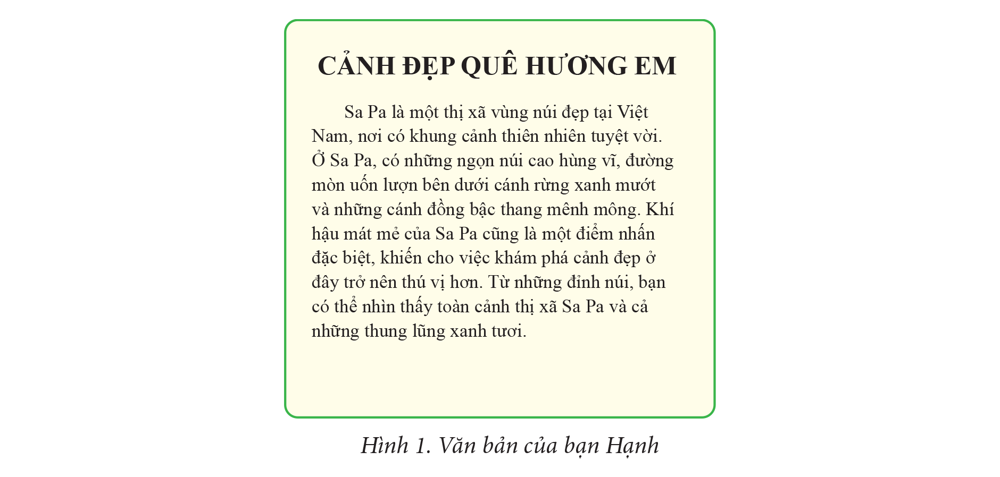 CẢNH ĐẸP QUÊ HƯƠNG EM
Sa Pa là một thị xã vùng núi đẹp tại Việt
Nam, nơi có khung cảnh thiên nhiên tuyệt vời.
Ở Sa Pa, có những ngọn núi cao hùng vĩ, đường
mòn uốn lượn bên dưới cánh rừng xanh mướt
và những cánh đồng bậc thang mênh mông. Khí
hậu mát mẻ của Sa Pa cũng là một điểm nhấn
đặc biệt, khiến cho việc khám phá cảnh đẹp ở
đây trở nên thú vị hơn. Từ những đỉnh núi, bạn
có thể nhìn thấy toàn cảnh thị xã Sa Pa và cả
những thung lũng xanh tươi.
Hình 1. Văn bản của bạn Hạnh